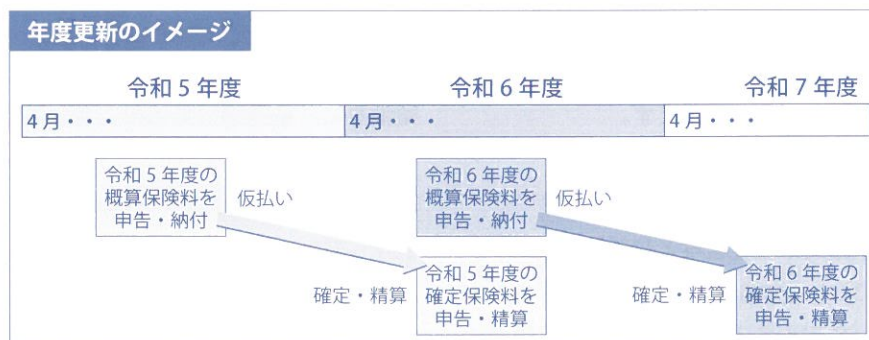 年度更新のイメージ
令和5年度
令和6年度
令和7年度
4月・・・
4月・・・
4月・・・
令和5年度の
概算保険料を
申告・納付
仮払い
令和6年度の
概算保険料を
申告・納付
仮払い
確定・精算
令和5年度の
確定保険料を
申告・精算
確定・精算
令和6年度の
確定保険料を
申告・精算